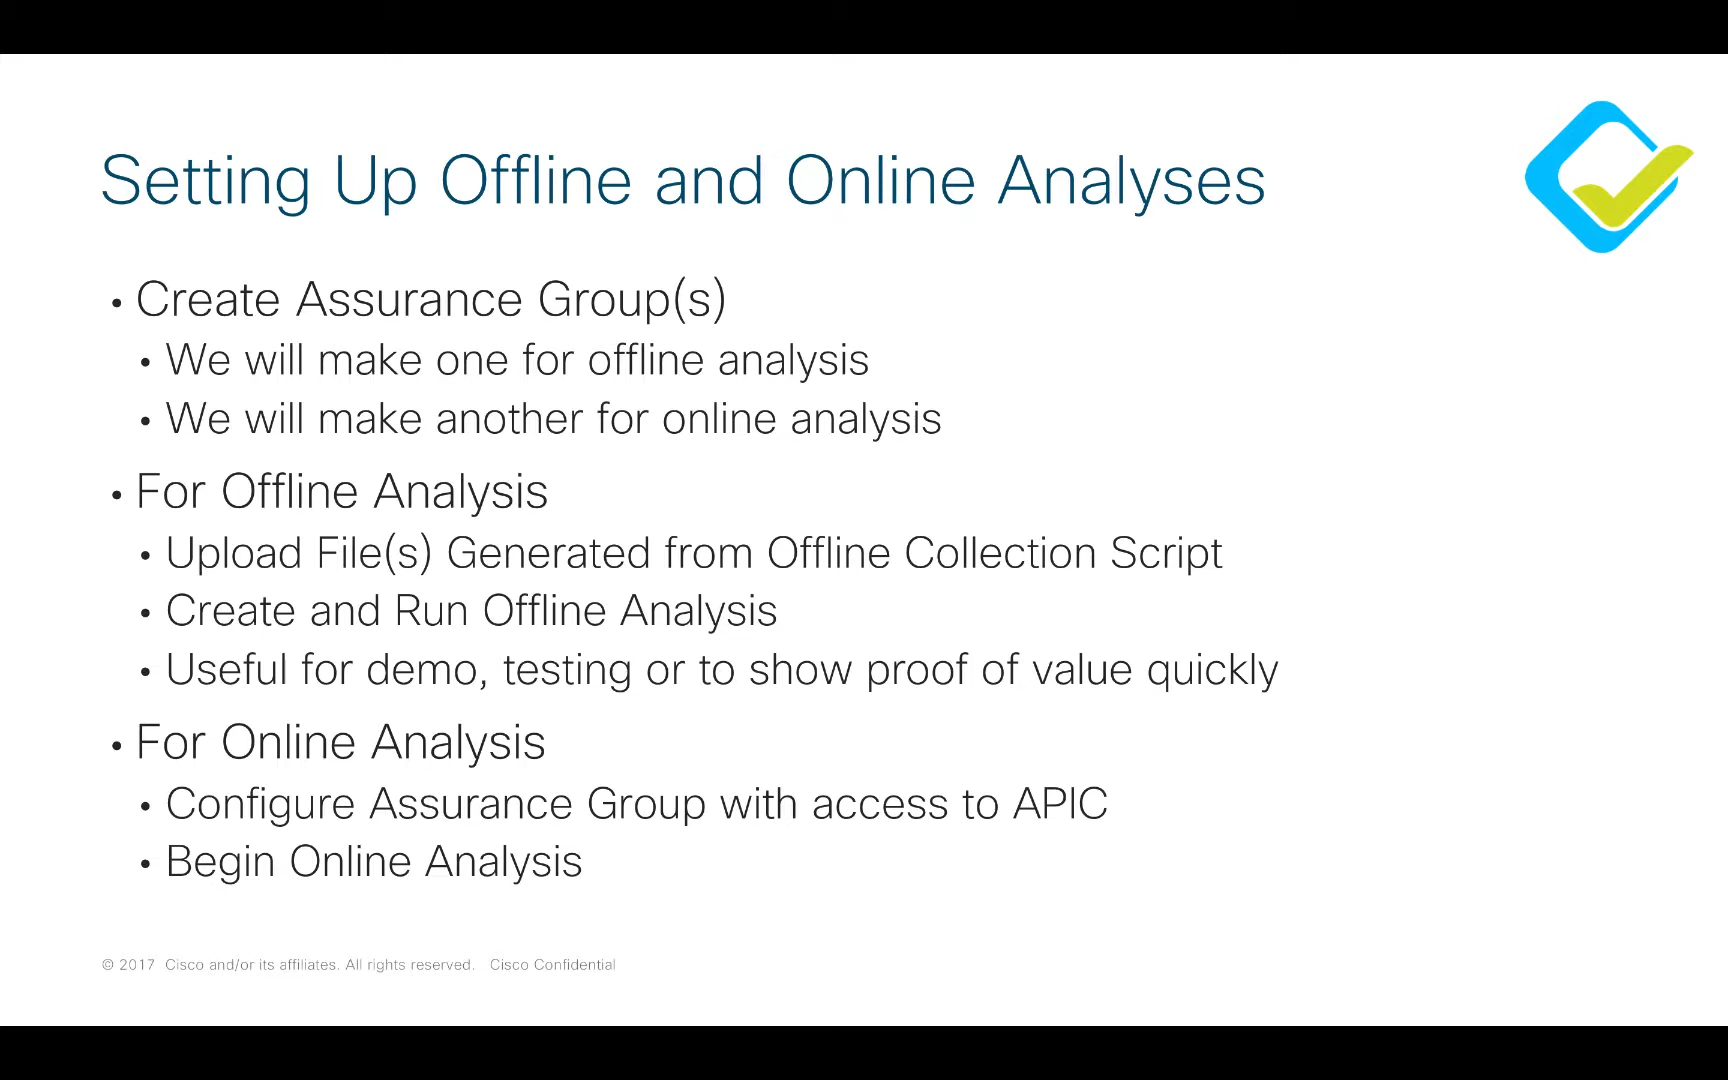 Setting Up Offline and Online Analyses
• Create Assurance Group(s)
• We will make one for offline analysis
• We will make another for online analysis
• For Offline Analysis
• Upload File(s) Generated from Offline Collection Script
• Create and Run Offline Analysis
• Useful for demo, testing or to show proof of value quickly
• For Online Analysis
• Configure Assurance Group with access to APIC
• Begin Online Analysis
© 2017 Cisco and/or its affiliates. All rights reserved. Cisco Confidential